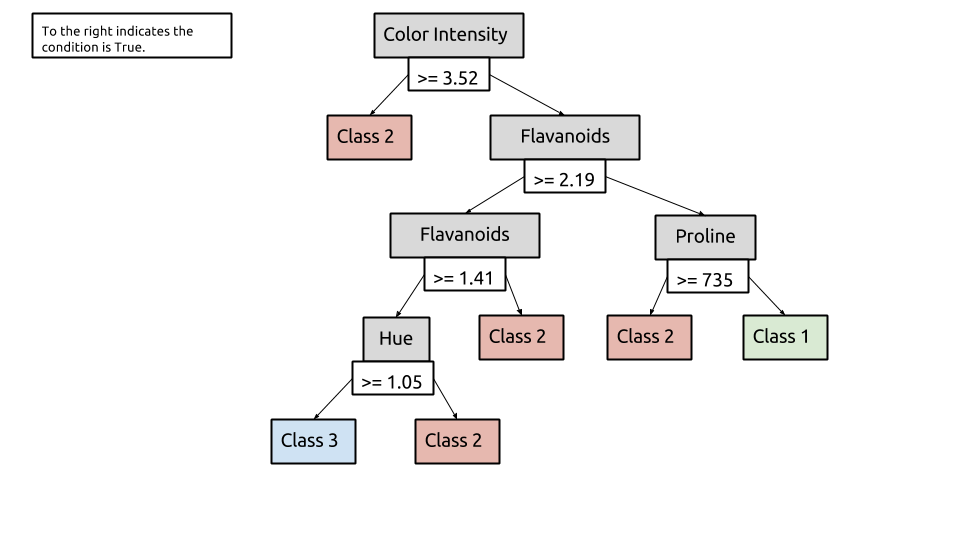 To the right indicates the
condition is True.
Color Intensity
>= 3.52
Class 2
Flavanoids
>= 2.19
Flavanoids
Proline
>= 1.41
>= 735
Hue
Class 2
Class 2
Class 1
>= 1.05
Class 3
Class 2